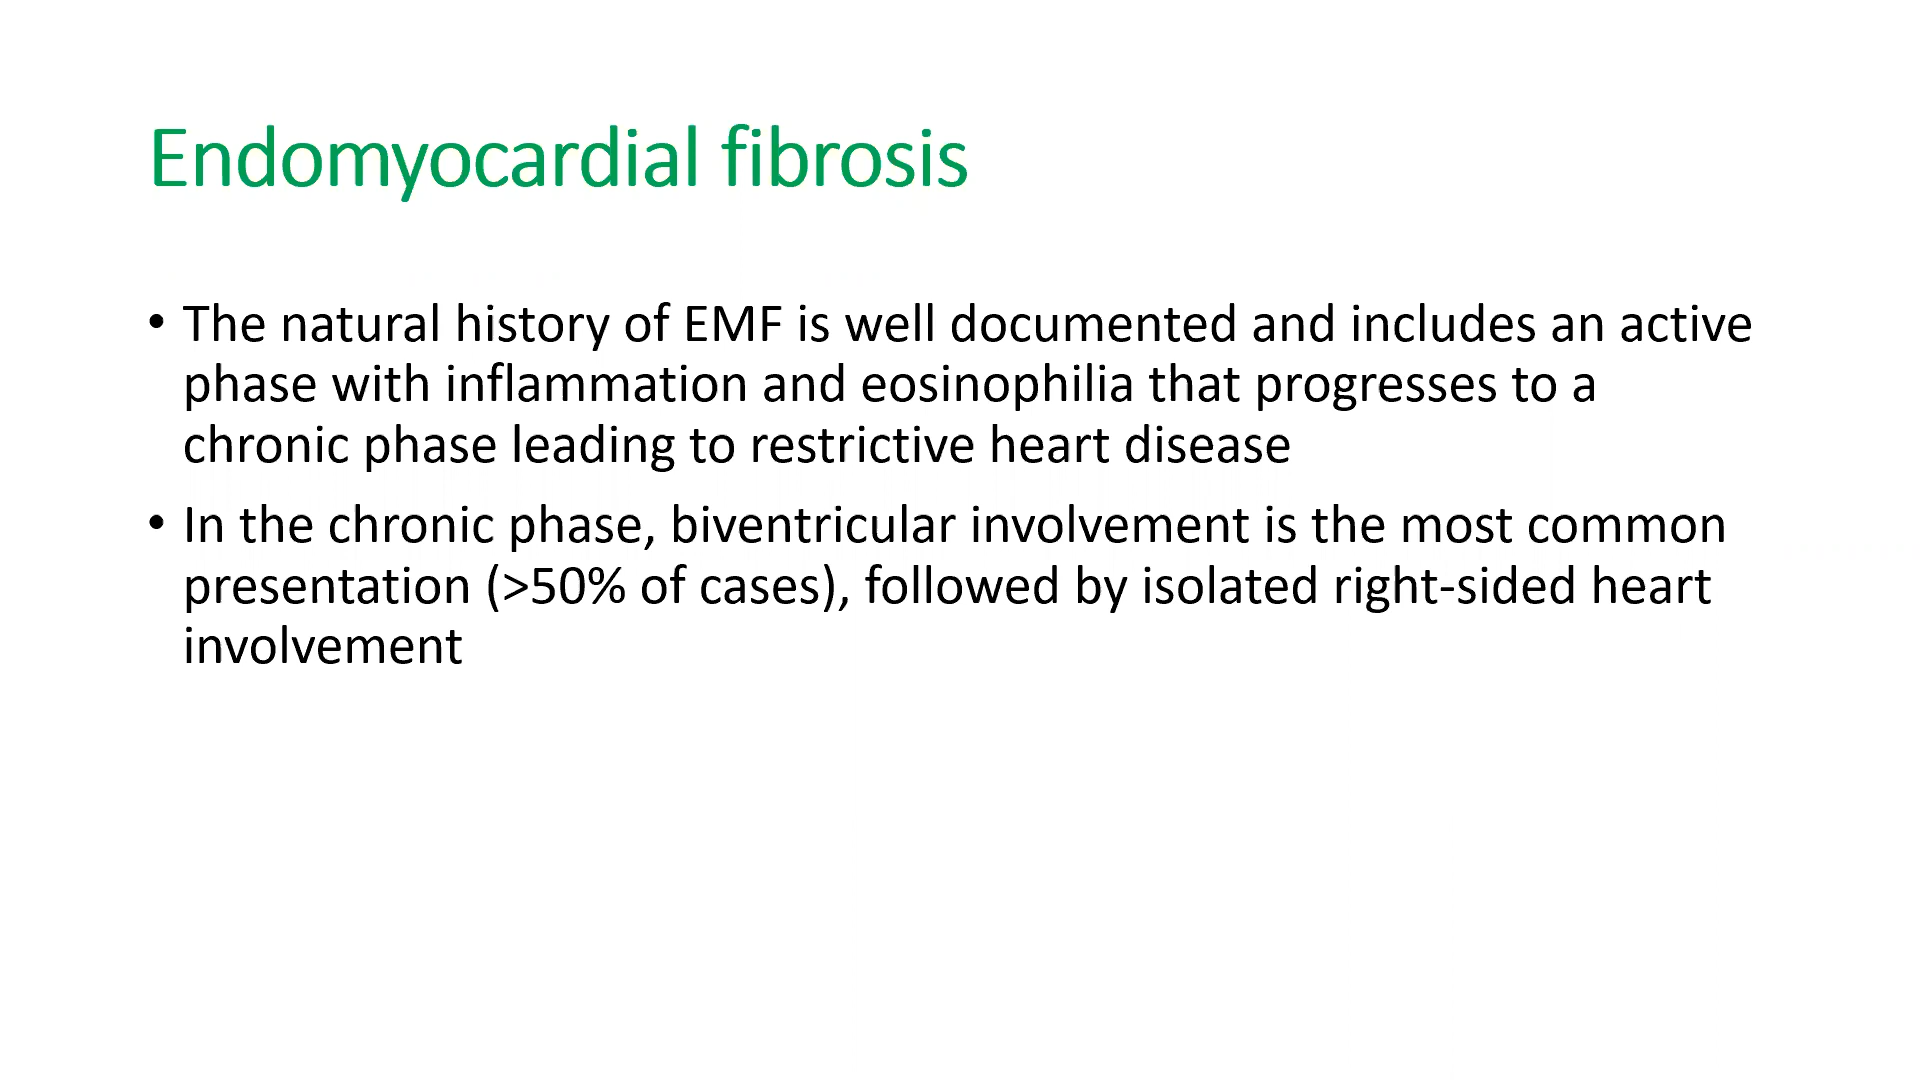 Endomyocardial fibrosis
• The natural history of EMF is well documented and includes an active
phase with inflammation and eosinophilia that progresses to a
chronic phase leading to restrictive heart disease
• In the chronic phase, biventricular involvement is the most common
presentation (>50% of cases), followed by isolated right-sided heart
involvement